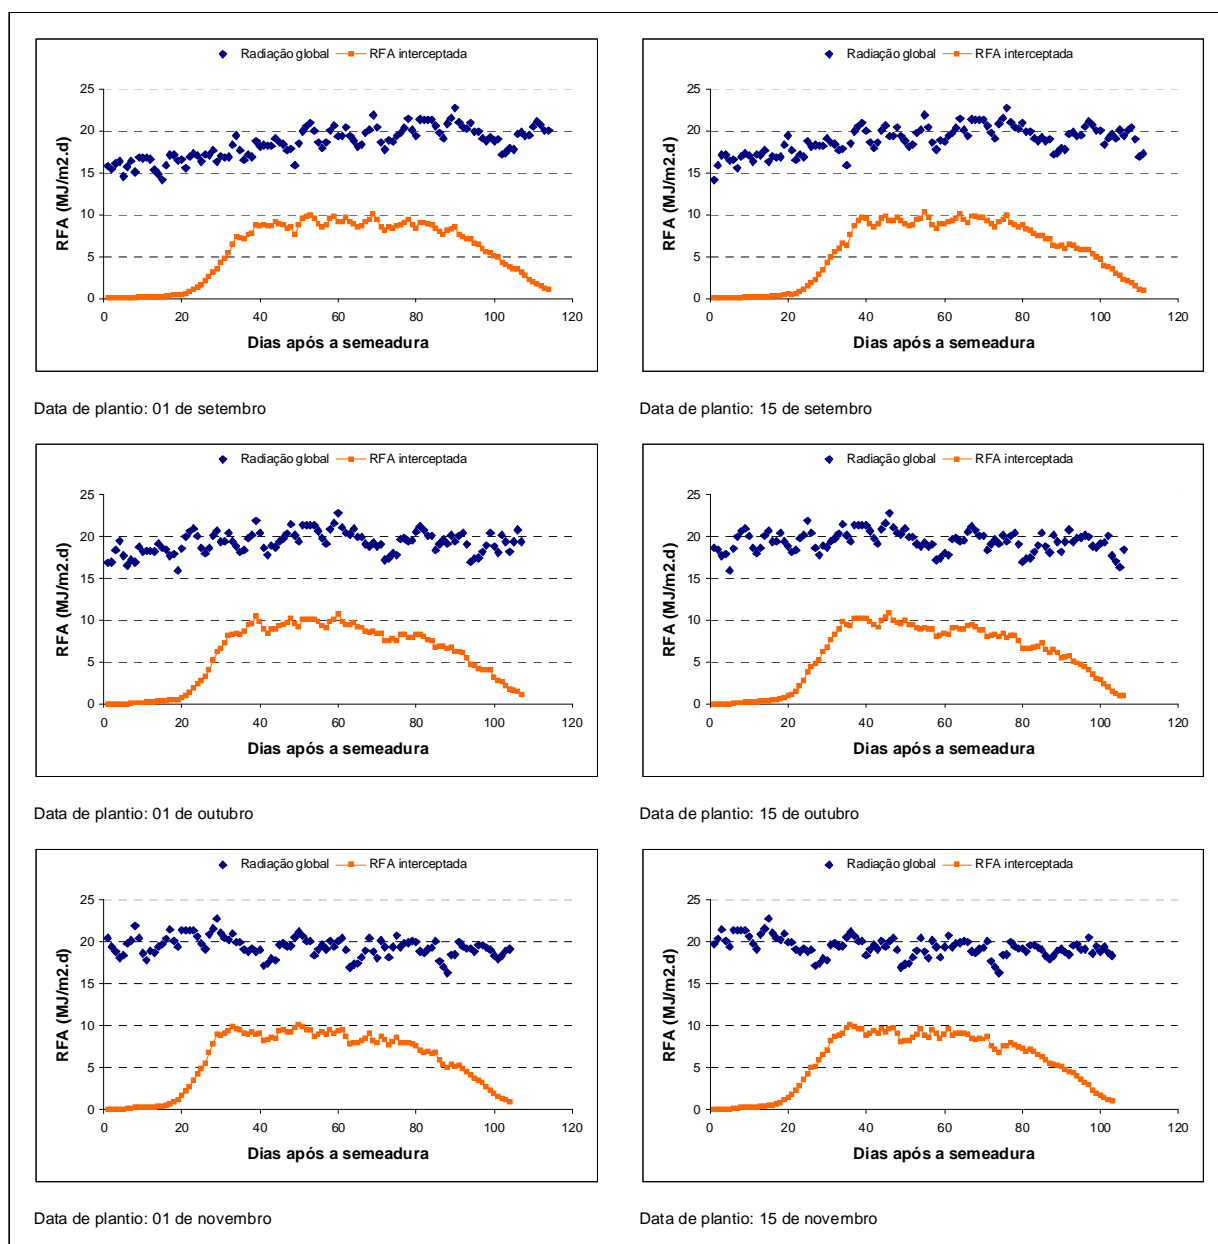 Radiação global RFA interceptada
25
20
15
10
5
0
0 20 40 60 80 100 120
RFA (MJ/m2.d)
Dias após a semeadura
Data de plantio: 01 de setembro
Radiação global RFA interceptada
25
20
15
10
5
0
0 20 40 60 80 100 120
RFA (MJ/m2.d)
Dias após a semeadura
Data de plantio: 15 de setembro
Radiação global RFA interceptada
25
20
15
10
5
0
0 20 40 60 80 100 120
RFA (MJ/m2.d)
Dias após a semeadura
Data de plantio: 01 de outubro
Radiação global RFA interceptada
25
20
15
10
5
0
0 20 40 60 80 100 120
RFA (MJ/m2.d)
Dias após a semeadura
Data de plantio: 15 de outubro
Radiação global RFA interceptada
25
20
15
10
5
0
0 20 40 60 80 100 120
RFA (MJ/m2.d)
Dias após a semeadura
Data de plantio: 01 de novembro
Radiação global RFA interceptada
25
20
15
10
5
0
0 20 40 60 80 100 120
RFA (MJ/m2.d)
Dias após a semeadura
Data de plantio: 15 de novembro